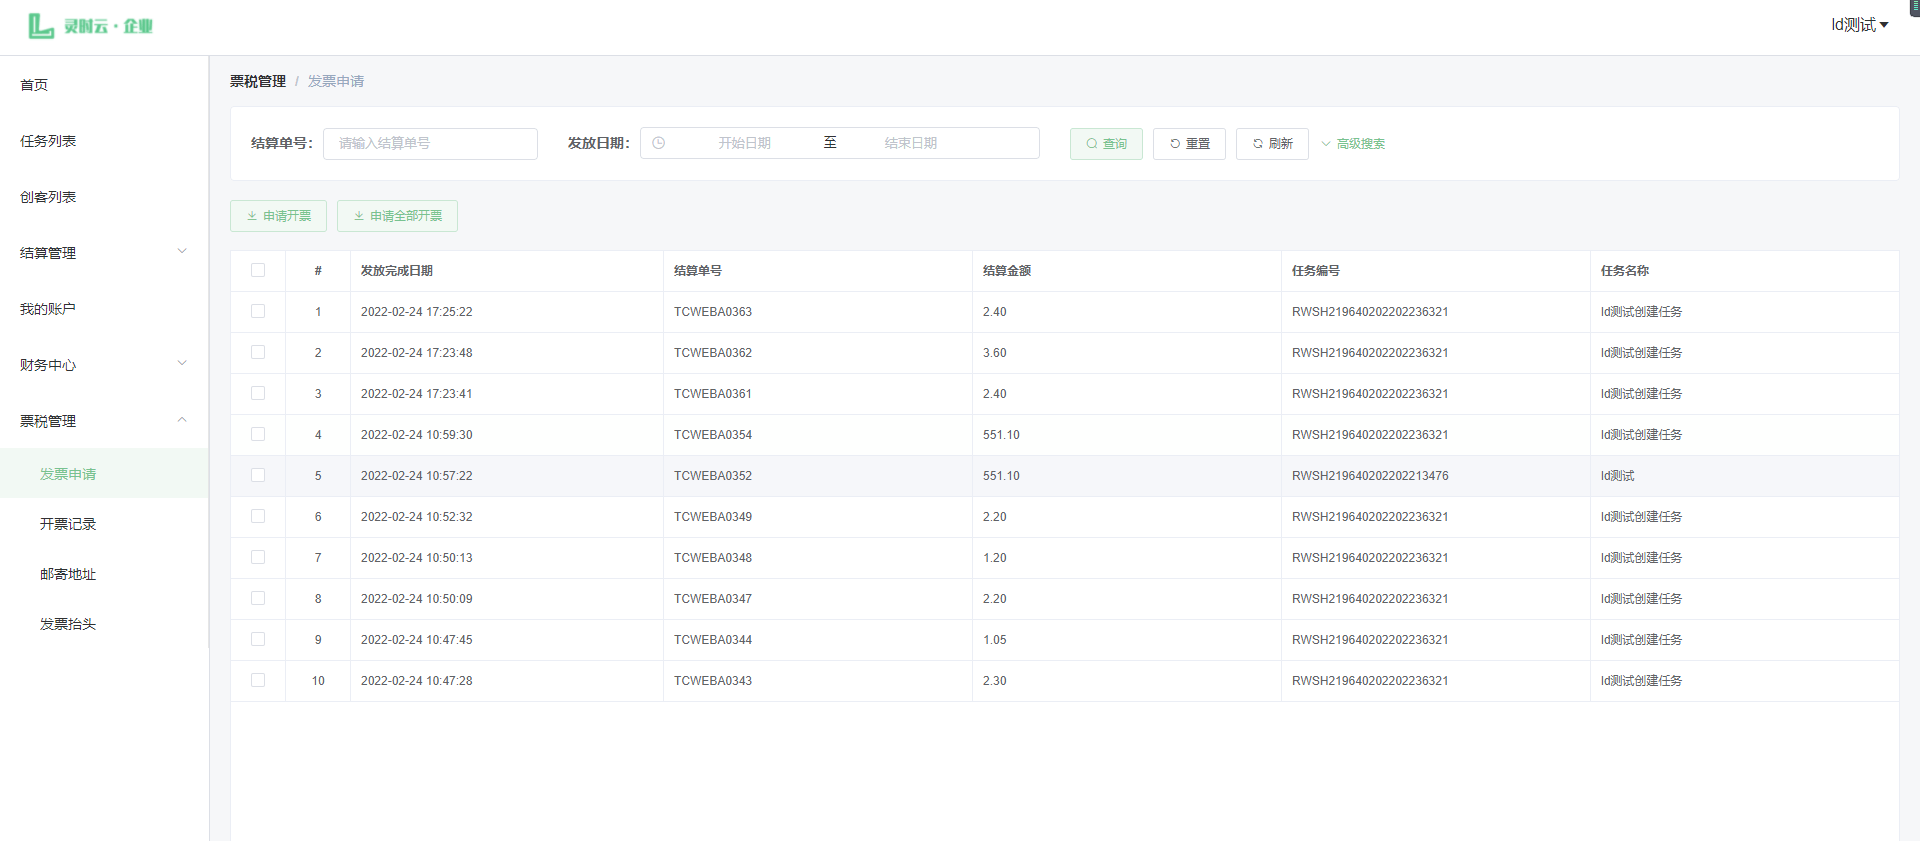 灵时云·企业
ld测试
首页
任务列表
创客列表
结算管理
我的账户
财务中心
票税管理
发票申请
开票记录
邮寄地址
发票抬头
票税管理 / 发票申请
结算单号: 请输入结算单号 发放日期: 开始日期 至 结束日期 查询 重置 刷新 高级搜索
申请开票 申请全部开票
# 发放完成日期 结算单号 结算金额 任务编号 任务名称
1 2022-02-24 17:25:22 TCWEBA0363 2.40 RWSH219640202202236321 ld测试创建任务
2 2022-02-24 17:23:48 TCWEBA0362 3.60 RWSH219640202202236321 ld测试创建任务
3 2022-02-24 17:23:41 TCWEBA0361 2.40 RWSH219640202202236321 ld测试创建任务
4 2022-02-24 10:59:30 TCWEBA0354 551.10 RWSH219640202202236321 ld测试创建任务
5 2022-02-24 10:57:22 TCWEBA0352 551.10 RWSH219640202202213476 ld测试
6 2022-02-24 10:52:32 TCWEBA0349 2.20 RWSH219640202202236321 ld测试创建任务
7 2022-02-24 10:50:13 TCWEBA0348 1.20 RWSH219640202202236321 ld测试创建任务
8 2022-02-24 10:50:09 TCWEBA0347 2.20 RWSH219640202202236321 ld测试创建任务
9 2022-02-24 10:47:45 TCWEBA0344 1.05 RWSH219640202202236321 ld测试创建任务
10 2022-02-24 10:47:28 TCWEBA0343 2.30 RWSH219640202202236321 ld测试创建任务